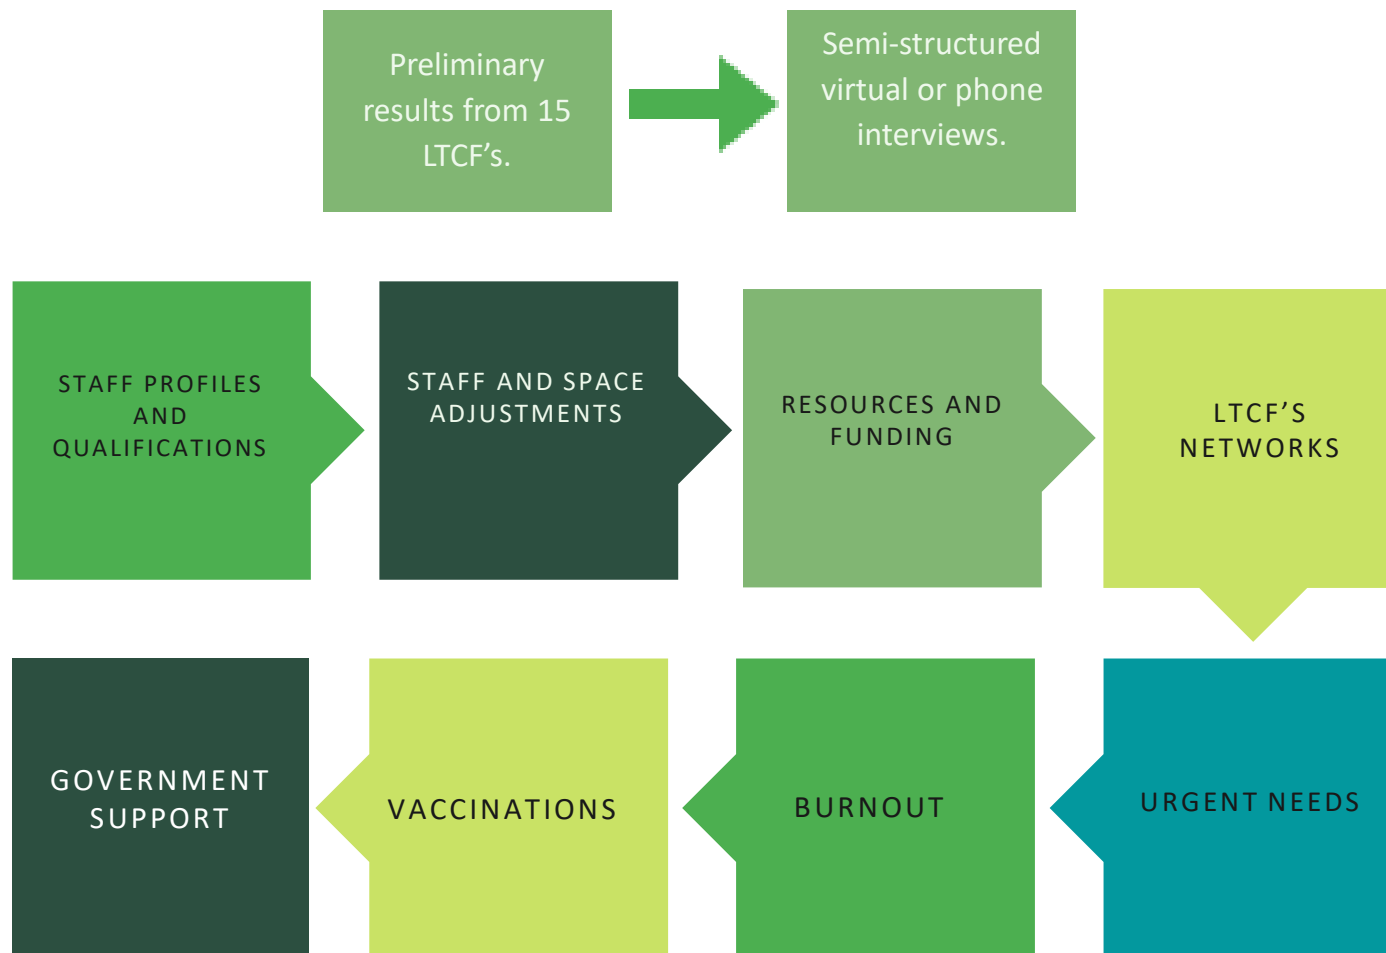 Preliminary
results from 15
LTCF’s.
Semi-structured
virtual or phone
interviews.
STAFF PROFILES
AND
QUALIFICATIONS
STAFF AND SPACE
ADJUSTMENTS
RESOURCES AND
FUNDING
LTCF’S
NETWORKS
URGENT NEEDS
BURNOUT
VACCINATIONS
GOVERNMENT
SUPPORT